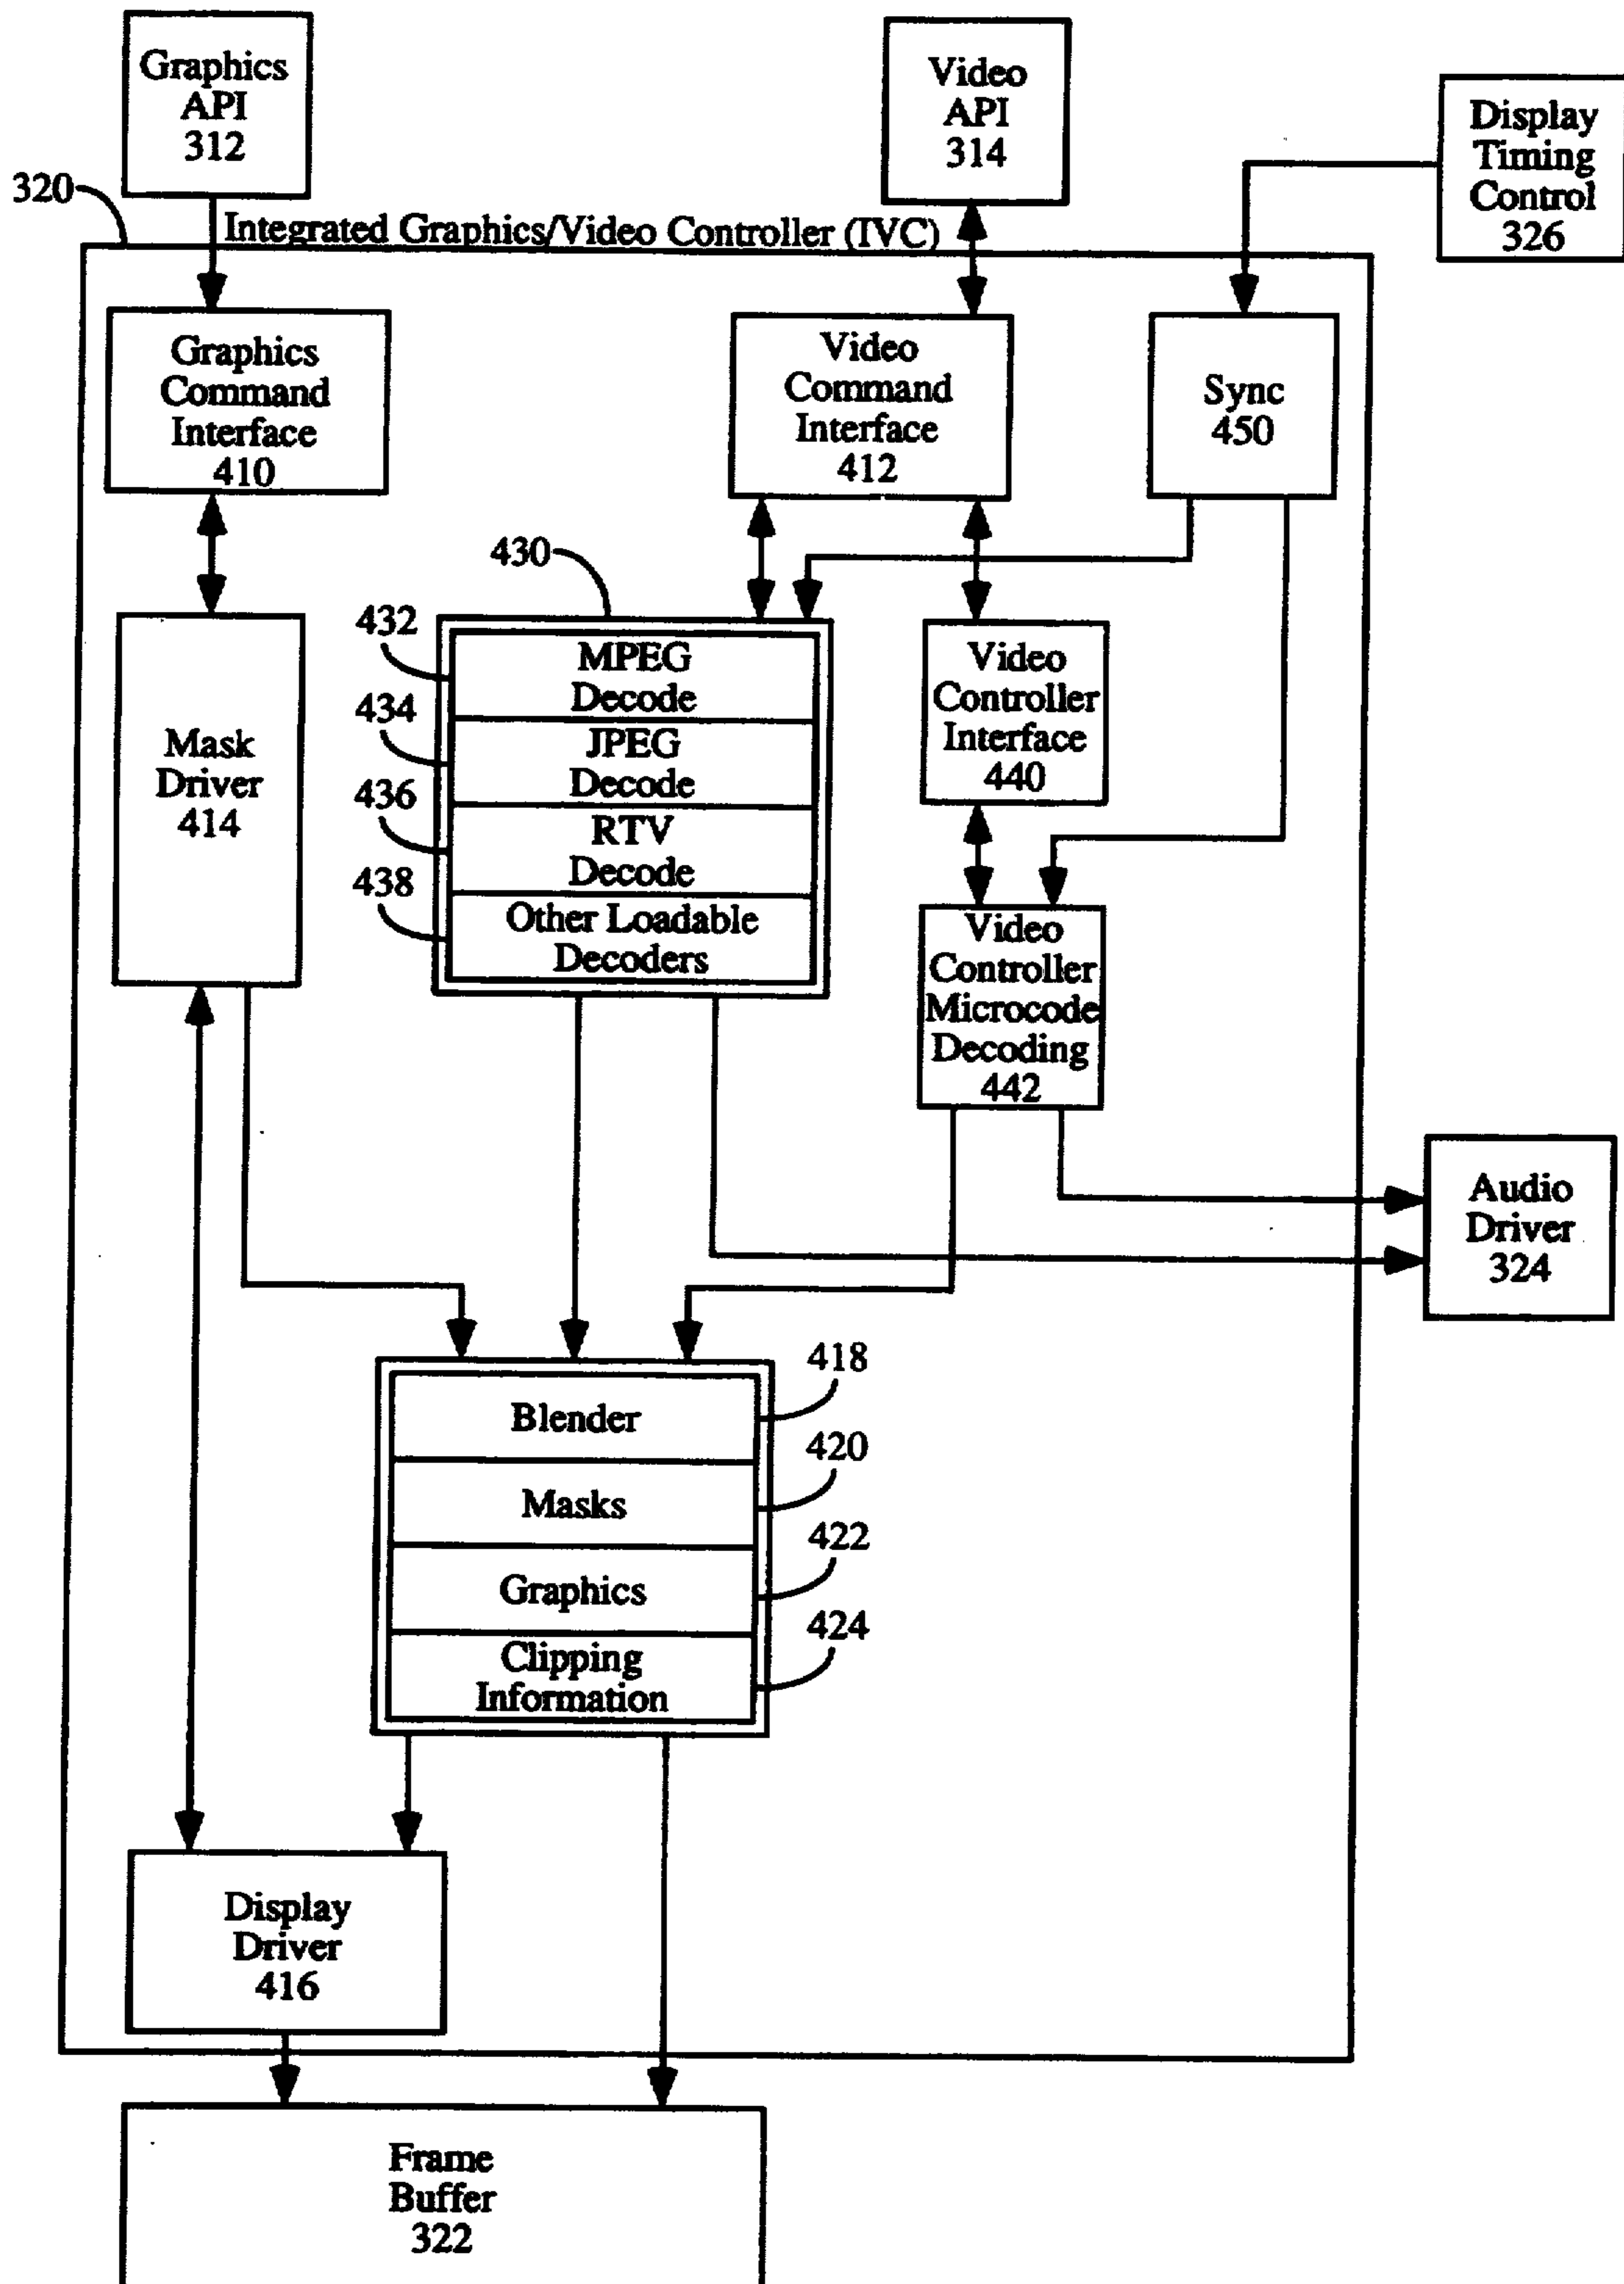 Graphics
API
312
Video
API
314
Display
Timing
Control
326
320
Integrated Graphics/Video Controller (IVC)
Graphics
Command
Interface
410
Video
Command
Interface
412
Sync
450
430
432
MPEG
Decode
434
JPEG
Decode
436
RTV
Decode
438
Other Loadable
Decoders
Mask
Driver
414
Video
Controller
Interface
440
Video
Controller
Microcode
Decoding
442
Audio
Driver
324
418
Blender
420
Masks
422
Graphics
424
Clipping
Information
Display
Driver
416
Frame
Buffer
322